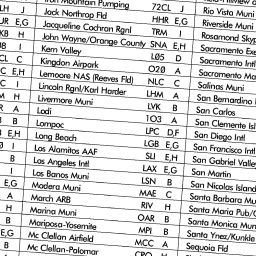 Iron Mountain Pumping 72CL J Rio Vista Muni
LH J Jack Northrop Fld HHR E,G Riverside Muni
UR E,G Jacqueline Cochran Rgnl TRM I Rosamond Skyp
KB H John Wayne/Orange County SNA E,H Sacramento Exe
B I Kern Valley L05 D Sacramento Intl
CL C Kingdon Airpark O20 A Sacramento M
C E,H Lemoore NAS (Reeves Fld) NLC C Salinas Muni
C I Lincoln Rgnl/Karl Harder LHM A San Bernardino
M H Livermore Muni LVK B San Carlos
R A Lodi 1O3 A San Clemente Isl
B Lompoc LPC D,F San Diego Intl
E,H Long Beach LGB E,G San Francisco Intl
I Los Alamitos AAF SLI E,H San Gabriel Valley
B Los Angeles Intl LAX E,G San Martin
I Los Banos Muni LSN B San Nicolas Island
E,G Madera Muni MAE C Santa Barbara Mu
A March ARB RIV H Santa Maria Pub/C
H Marina Muni OAR B Santa Monica Muni
B Mariposa-Yosemite MPI B Santa Ynez/Kunkle
E,G Mc Clellan Airfield MCC A Sequoia Fld
B Mc Clellan-Palomar